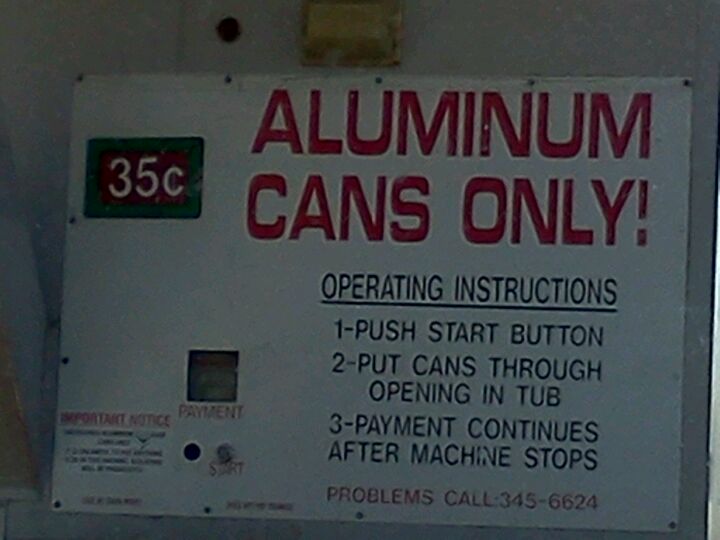 35¢
ALUMINUM
CANS ONLY!
OPERATING INSTRUCTIONS
1-PUSH START BUTTON
2-PUT CANS THROUGH
OPENING IN TUB
3-PAYMENT CONTINUES
AFTER MACHINE STOPS
PROBLEMS CALL:345-6624
PAYMENT
IMPORTANT NOTICE
START